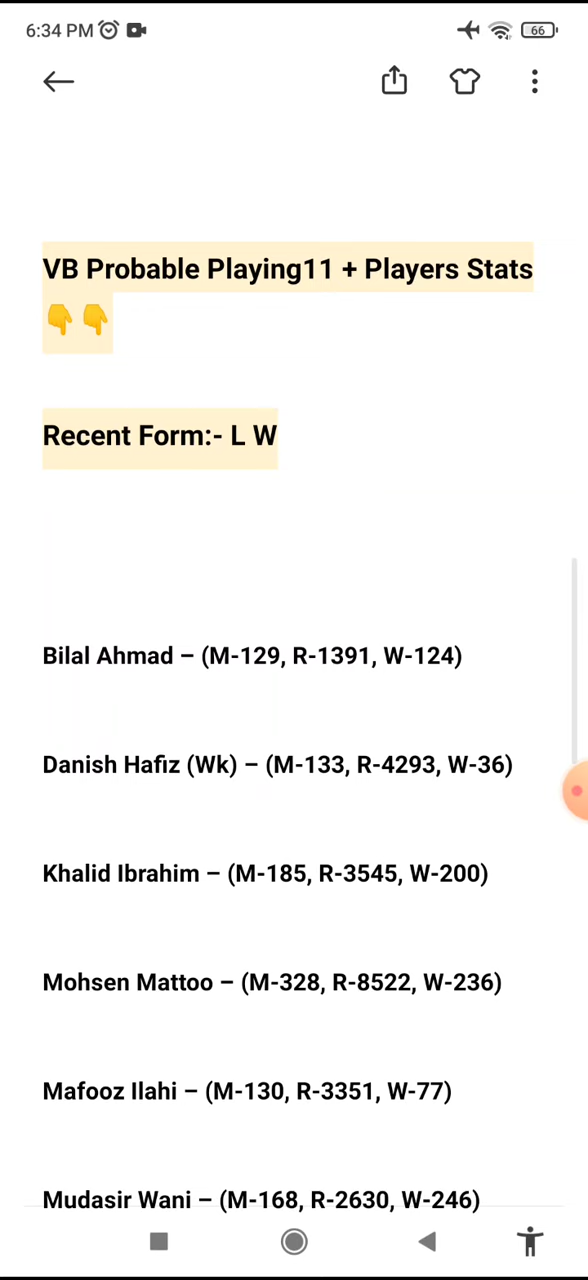 6:34 PM
66
VB Probable Playing11 + Players Stats
👇👇
Recent Form:- L W
Bilal Ahmad – (M-129, R-1391, W-124)
Danish Hafiz (Wk) – (M-133, R-4293, W-36)
Khalid Ibrahim – (M-185, R-3545, W-200)
Mohsen Mattoo – (M-328, R-8522, W-236)
Mafooz Ilahi – (M-130, R-3351, W-77)
Mudasir Wani – (M-168, R-2630, W-246)